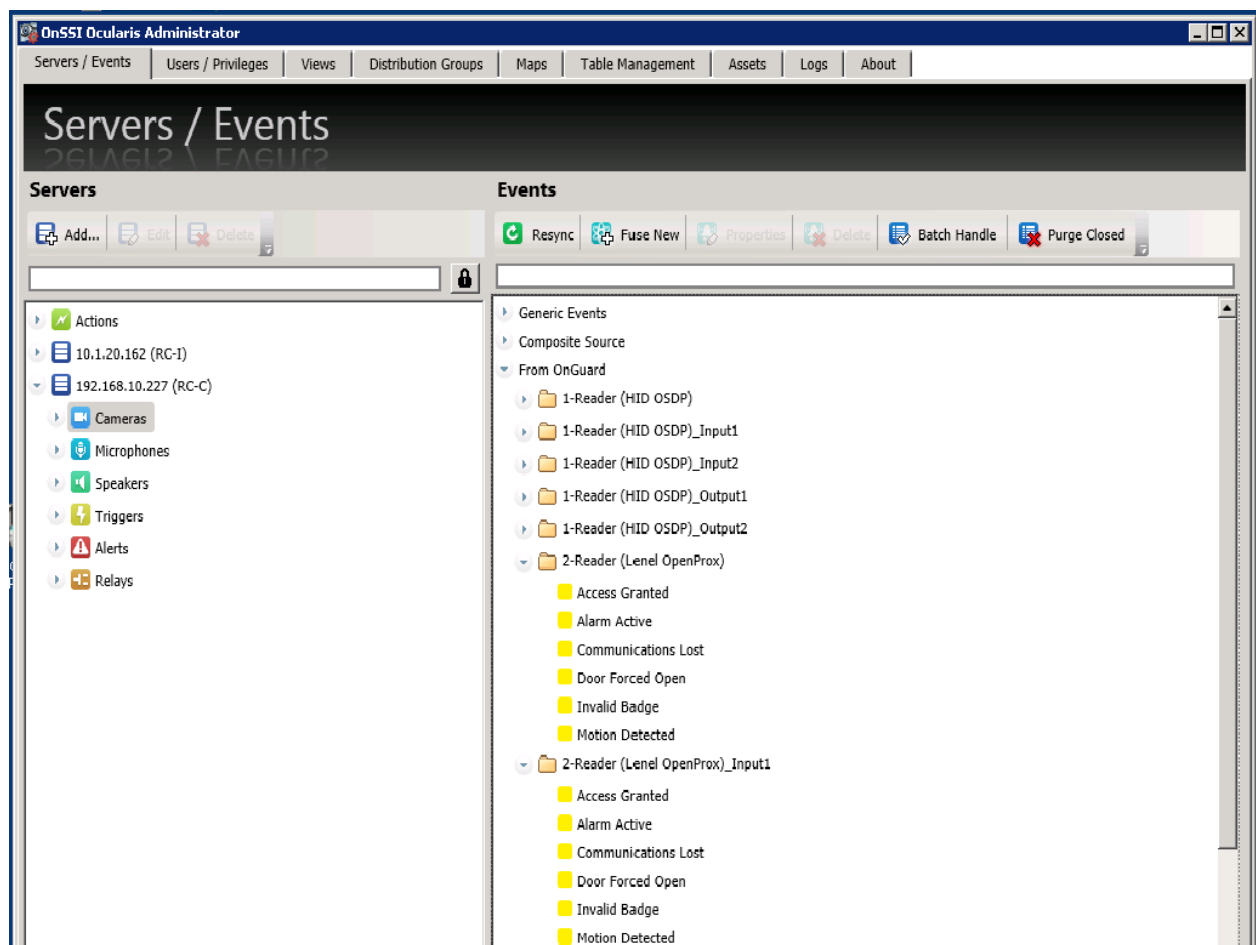 OnSSI Ocularis Administrator
Servers / Events Users / Privileges Views Distribution Groups Maps Table Management Assets Logs About
Servers / Events
Servers
Add... Edit Delete
Actions
10.1.20.162 (RC-I)
192.168.10.227 (RC-C)
Cameras
Microphones
Speakers
Triggers
Alerts
Relays
Events
Resync Fuse New Properties Delete Batch Handle Purge Closed
Generic Events
Composite Source
From OnGuard
1-Reader (HID OSDP)
1-Reader (HID OSDP)_Input1
1-Reader (HID OSDP)_Input2
1-Reader (HID OSDP)_Output1
1-Reader (HID OSDP)_Output2
2-Reader (Lenel OpenProx)
Access Granted
Alarm Active
Communications Lost
Door Forced Open
Invalid Badge
Motion Detected
2-Reader (Lenel OpenProx)_Input1
Access Granted
Alarm Active
Communications Lost
Door Forced Open
Invalid Badge
Motion Detected